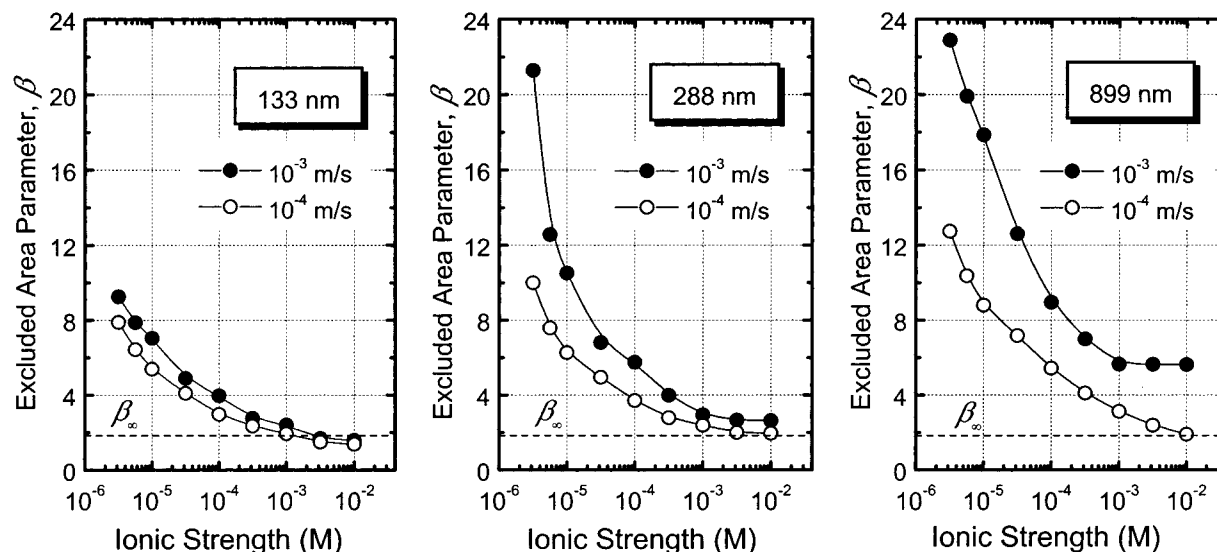 Excluded Area Parameter, β
24
20
16
12
8
4
0
133 nm
10⁻³ m/s
10⁻⁴ m/s
β∞
10⁻⁶ 10⁻⁵ 10⁻⁴ 10⁻³ 10⁻²
Ionic Strength (M)
Excluded Area Parameter, β
24
20
16
12
8
4
0
288 nm
10⁻³ m/s
10⁻⁴ m/s
β∞
10⁻⁶ 10⁻⁵ 10⁻⁴ 10⁻³ 10⁻²
Ionic Strength (M)
Excluded Area Parameter, β
24
20
16
12
8
4
0
899 nm
10⁻³ m/s
10⁻⁴ m/s
β∞
10⁻⁶ 10⁻⁵ 10⁻⁴ 10⁻³ 10⁻²
Ionic Strength (M)